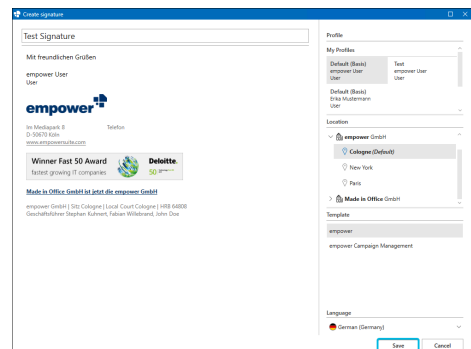 Create signature
Test Signature
Mit freundlichen Grüßen
empower User
User
empower
Im Mediapark 8 Telefon
D-50670 Köln
www.empowersuite.com
Winner Fast 50 Award
fastest growing IT companies
Deloitte.
50
Made in Office GmbH ist jetzt die empower GmbH
empower GmbH | Sitz Cologne | Local Court Cologne | HRB 64808
Geschäftsführer Stephan Kuhnert, Fabian Willebrand, John Doe
Profile
My Profiles
Default (Basis)
empower User
User
Test
empower User
User
Default (Basis)
Erika Mustermann
User
Location
empower GmbH
Cologne (Default)
New York
Paris
Made in Office GmbH
Template
empower
empower Campaign Management
Language
German (Germany)
Save Cancel